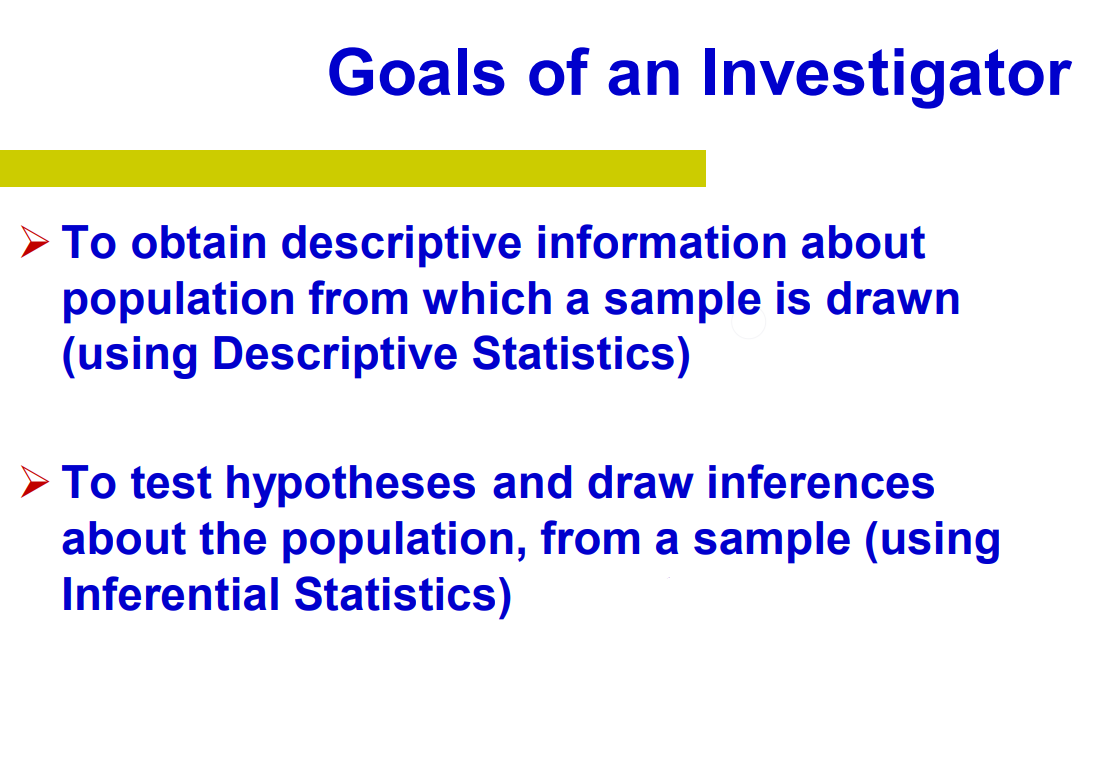 Goals of an Investigator
To obtain descriptive information about
population from which a sample is drawn
(using Descriptive Statistics)
To test hypotheses and draw inferences
about the population, from a sample (using
Inferential Statistics)